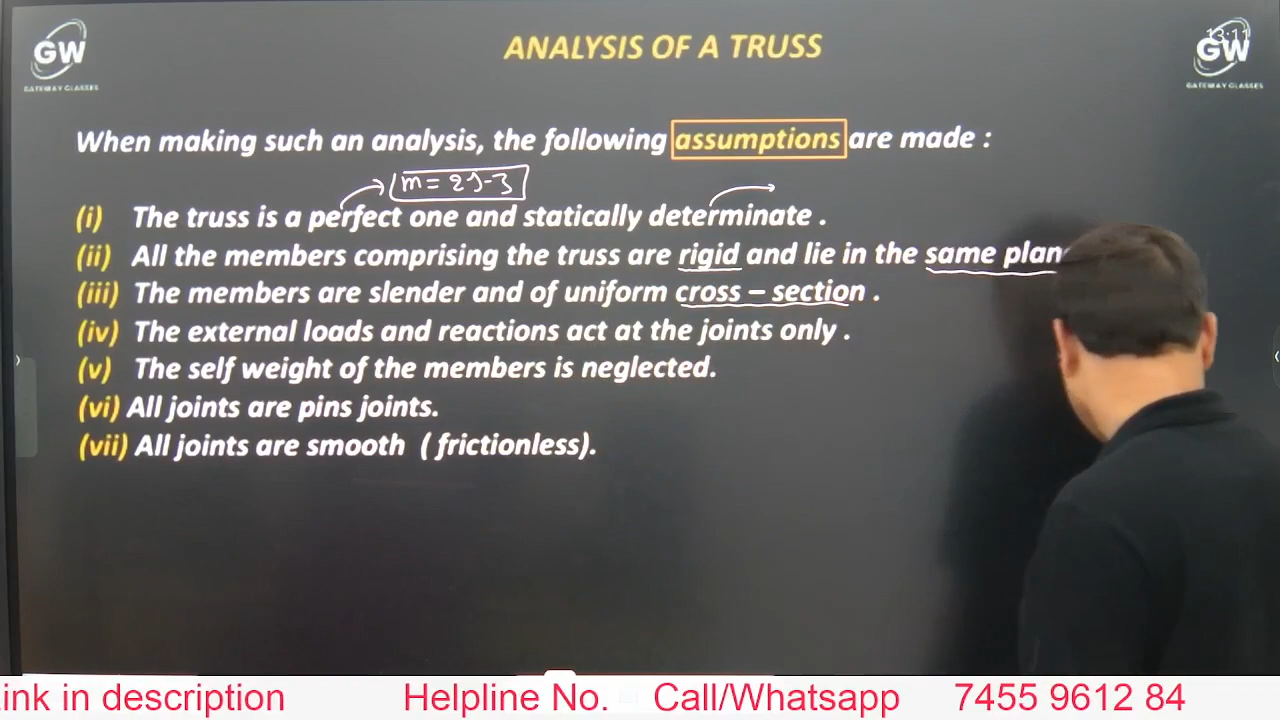 GW
GATEWAY CLASSES
ANALYSIS OF A TRUSS
13:11
GW
GATEWAY CLASSES
When making such an analysis, the following assumptions are made :
m = 2j-3
(i) The truss is a perfect one and statically determinate .
(ii) All the members comprising the truss are rigid and lie in the same plan
(iii) The members are slender and of uniform cross – section .
(iv) The external loads and reactions act at the joints only .
(v) The self weight of the members is neglected.
(vi) All joints are pins joints.
(vii) All joints are smooth ( frictionless).
Link in description Helpline No. Call/Whatsapp 7455 9612 84